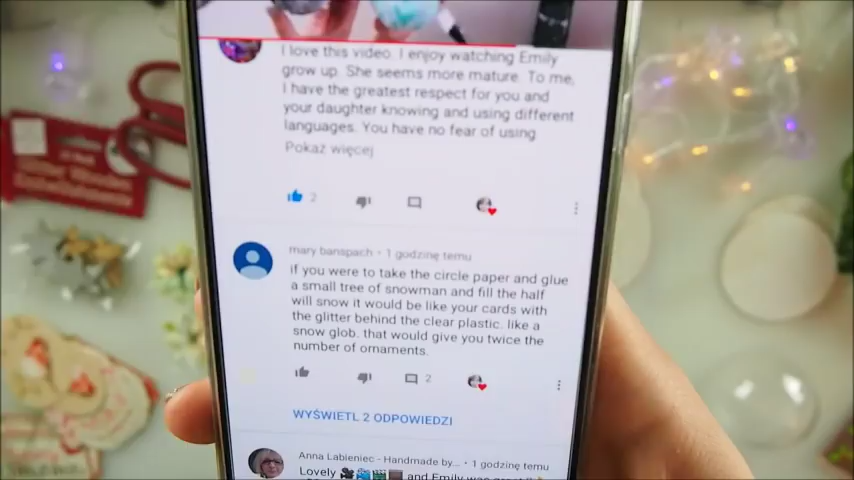 I love this video. I enjoy watching Emily
grow up. She seems more mature. To me,
I have the greatest respect for you and
your daughter knowing and using different
languages. You have no fear of using
Pokaż więcej
2
mary banspach • 1 godzinę temu
if you were to take the circle paper and glue
a small tree of snowman and fill the half
will snow it would be like your cards with
the glitter behind the clear plastic. like a
snow glob. that would give you twice the
number of ornaments.
2
WYŚWIETL 2 ODPOWIEDZI
Anna Labieniec - Handmade by... • 1 godzinę temu
Lovely and Emily was